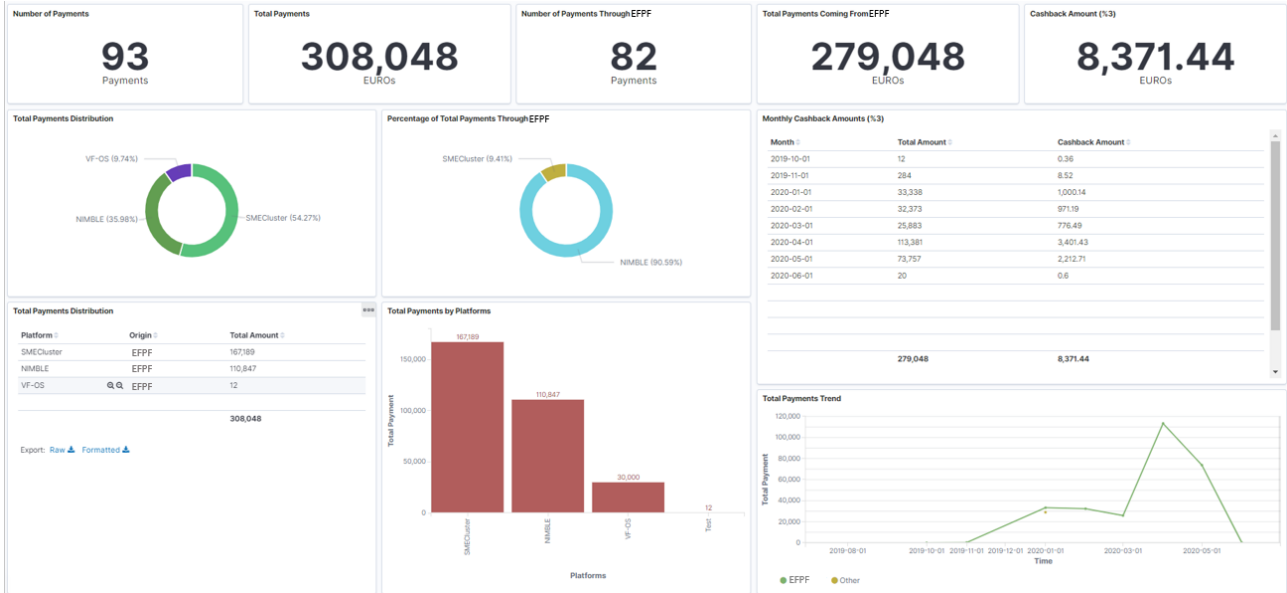 Number of Payments
93
Payments
Total Payments
308,048
EUROs
Number of Payments Through EFPF
82
Payments
Total Payments Coming From EFPF
279,048
EUROs
Cashback Amount (%3)
8,371.44
EUROs
Total Payments Distribution
VF-OS (9.74%)
NIMBLE (35.98%)
SMECluster (54.27%)
Percentage of Total Payments Through EFPF
SMECluster (9.41%)
NIMBLE (90.59%)
Monthly Cashback Amounts (%3)
Month Total Amount Cashback Amount
2019-10-01 12 0.36
2019-11-01 284 8.52
2020-01-01 33,338 1,000.14
2020-02-01 32,373 971.19
2020-03-01 25,883 776.49
2020-04-01 113,381 3,401.43
2020-05-01 73,757 2,212.71
2020-06-01 20 0.6
279,048 8,371.44
Total Payments Distribution
Platform Origin Total Amount
SMECluster EFPF 167,189
NIMBLE EFPF 110,847
VF-OS EFPF 12
308,048
Export: Raw Formatted
Total Payments by Platforms
Total Payment
150,000
100,000
50,000
0
167,189
110,847
30,000
12
SMECluster
NIMBLE
VF-OS
Test
Platforms
Total Payments Trend
Total Payment
120,000
100,000
80,000
60,000
40,000
20,000
0
2019-08-01 2019-10-01 2019-11-01 2019-12-01 2020-01-01 2020-03-01 2020-05-01
Time
EFPF Other